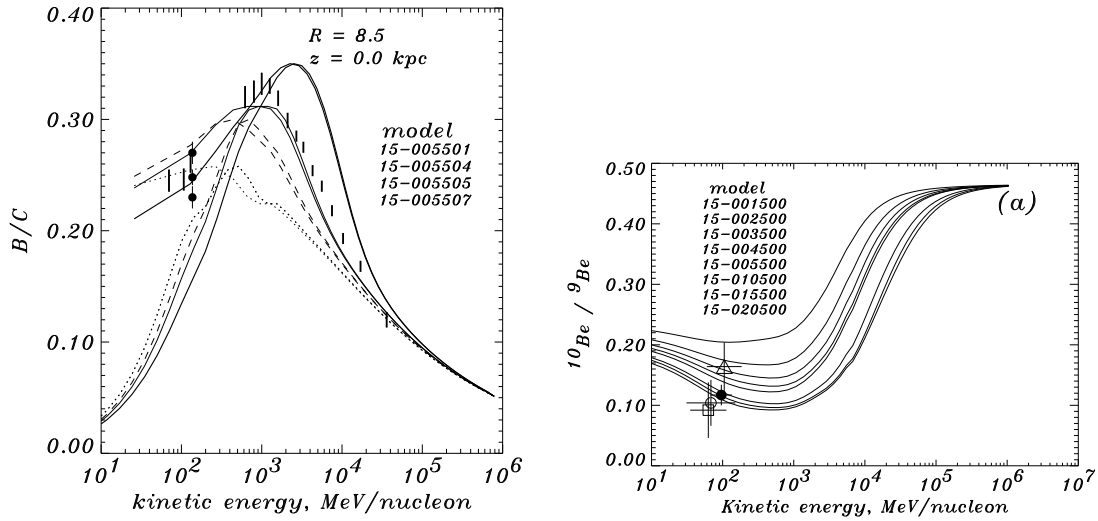 0.40
0.30
0.20
0.10
0.00
B/C
R = 8.5
z = 0.0 kpc
model
15-005501
15-005504
15-005505
15-005507
10^1 10^2 10^3 10^4 10^5 10^6
kinetic energy, MeV/nucleon
0.50
0.40
0.30
0.20
0.10
0.00
^10Be / ^9Be
model
15-001500
15-002500
15-003500
15-004500
15-005500
15-010500
15-015500
15-020500
(a)
10^1 10^2 10^3 10^4 10^5 10^6 10^7
Kinetic energy, MeV/nucleon